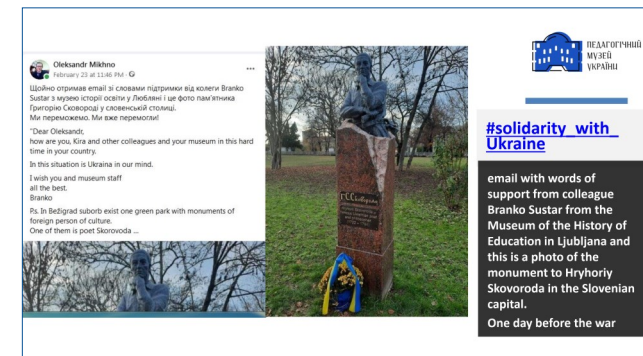 Oleksandr Mikhno
February 23 at 11:46 PM ·
Щойно отримав email зі словами підтримки від колеги Branko
Sustar з музею історії освіти у Любляні і це фото пам'ятника
Григорію Сковороді у словенській столиці.
Ми переможемо. Ми вже перемогли!
"Dear Oleksandr,
how are you, Kira and other colleagues and your museum in this hard
time in your country.
In this situation is Ukraina in our mind.
I wish you and museum staff
all the best.
Branko
P.s. In Bežigrad suborb exist one green park with monuments of
foreign person of culture.
One of them is poet Skorovoda ...
Г.С.Сковорода
ПЕДАГОГІЧНИЙ
МУЗЕЙ
УКРАЇНИ
#solidarity_with_
Ukraine
email with words of
support from colleague
Branko Sustar from the
Museum of the History of
Education in Ljubljana and
this is a photo of the
monument to Hryhoriy
Skovoroda in the Slovenian
capital.
One day before the war